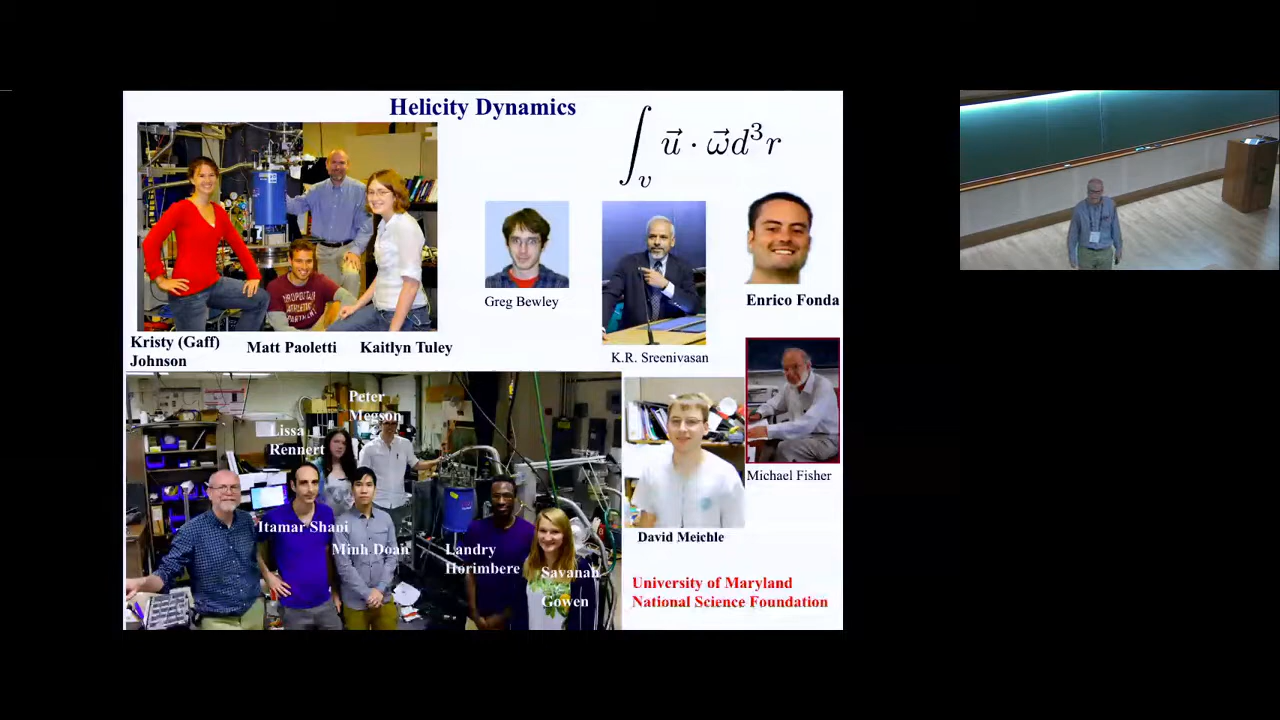 Helicity Dynamics
∫_v u⃗ · ω⃗ d³r
Greg Bewley
K.R. Sreenivasan
Enrico Fonda
Kristy (Gaff)
Johnson
Matt Paoletti
Kaitlyn Tuley
Peter
Megson
Lissa
Rennert
Itamar Shani
Minh Doan
Landry
Horimbere
Savanah
Gowen
David Meichle
Michael Fisher
University of Maryland
National Science Foundation